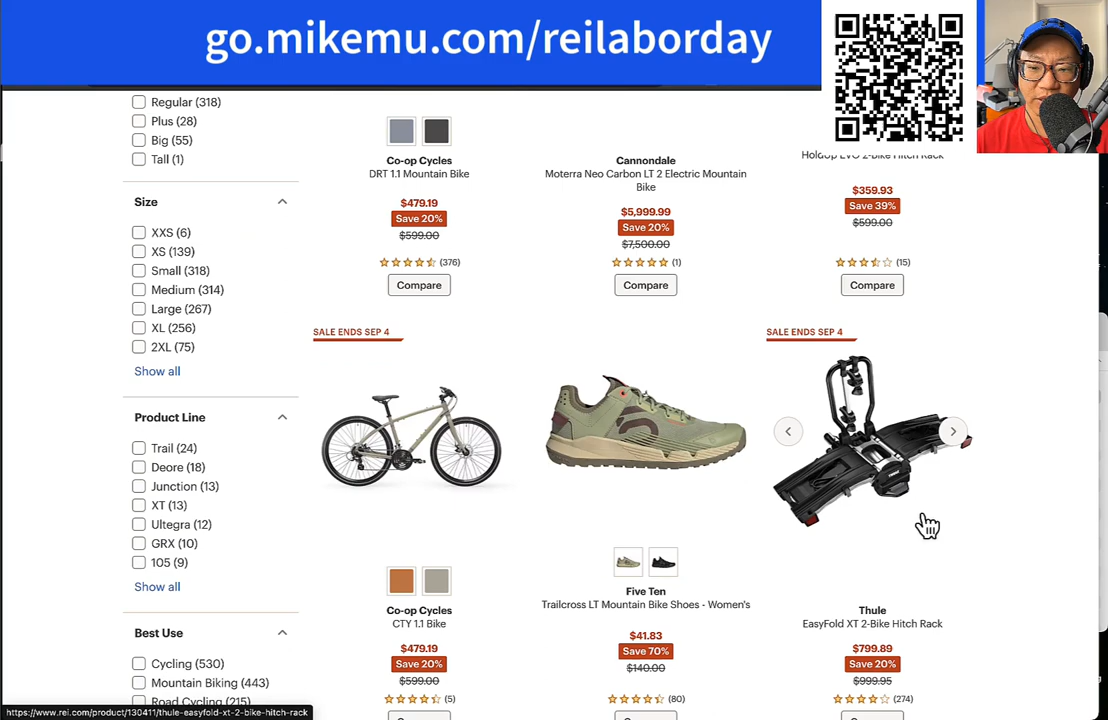 go.mikemu.com/reilaborday
Regular (318)
Plus (28)
Big (55)
Tall (1)
Size
XXS (6)
XS (139)
Small (318)
Medium (314)
Large (267)
XL (256)
2XL (75)
Show all
Product Line
Trail (24)
Deore (18)
Junction (13)
XT (13)
Ultegra (12)
GRX (10)
105 (9)
Show all
Best Use
Cycling (530)
Mountain Biking (443)
Road Cycling (215)
Co-op Cycles
DRT 1.1 Mountain Bike
$479.19
Save 20%
$599.00
(376)
Compare
Cannondale
Moterra Neo Carbon LT 2 Electric Mountain
Bike
$5,999.99
Save 20%
$7,500.00
(1)
Compare
HoldUp EVO 2-Bike Hitch Rack
$359.93
Save 39%
$599.00
(15)
Compare
SALE ENDS SEP 4
Co-op Cycles
CTY 1.1 Bike
$479.19
Save 20%
$599.00
(5)
Five Ten
Trailcross LT Mountain Bike Shoes - Women's
$41.83
Save 70%
$140.00
(80)
SALE ENDS SEP 4
Thule
EasyFold XT 2-Bike Hitch Rack
$799.89
Save 20%
$999.95
(274)
https://www.rei.com/product/130411/thule-easyfold-xt-2-bike-hitch-rack